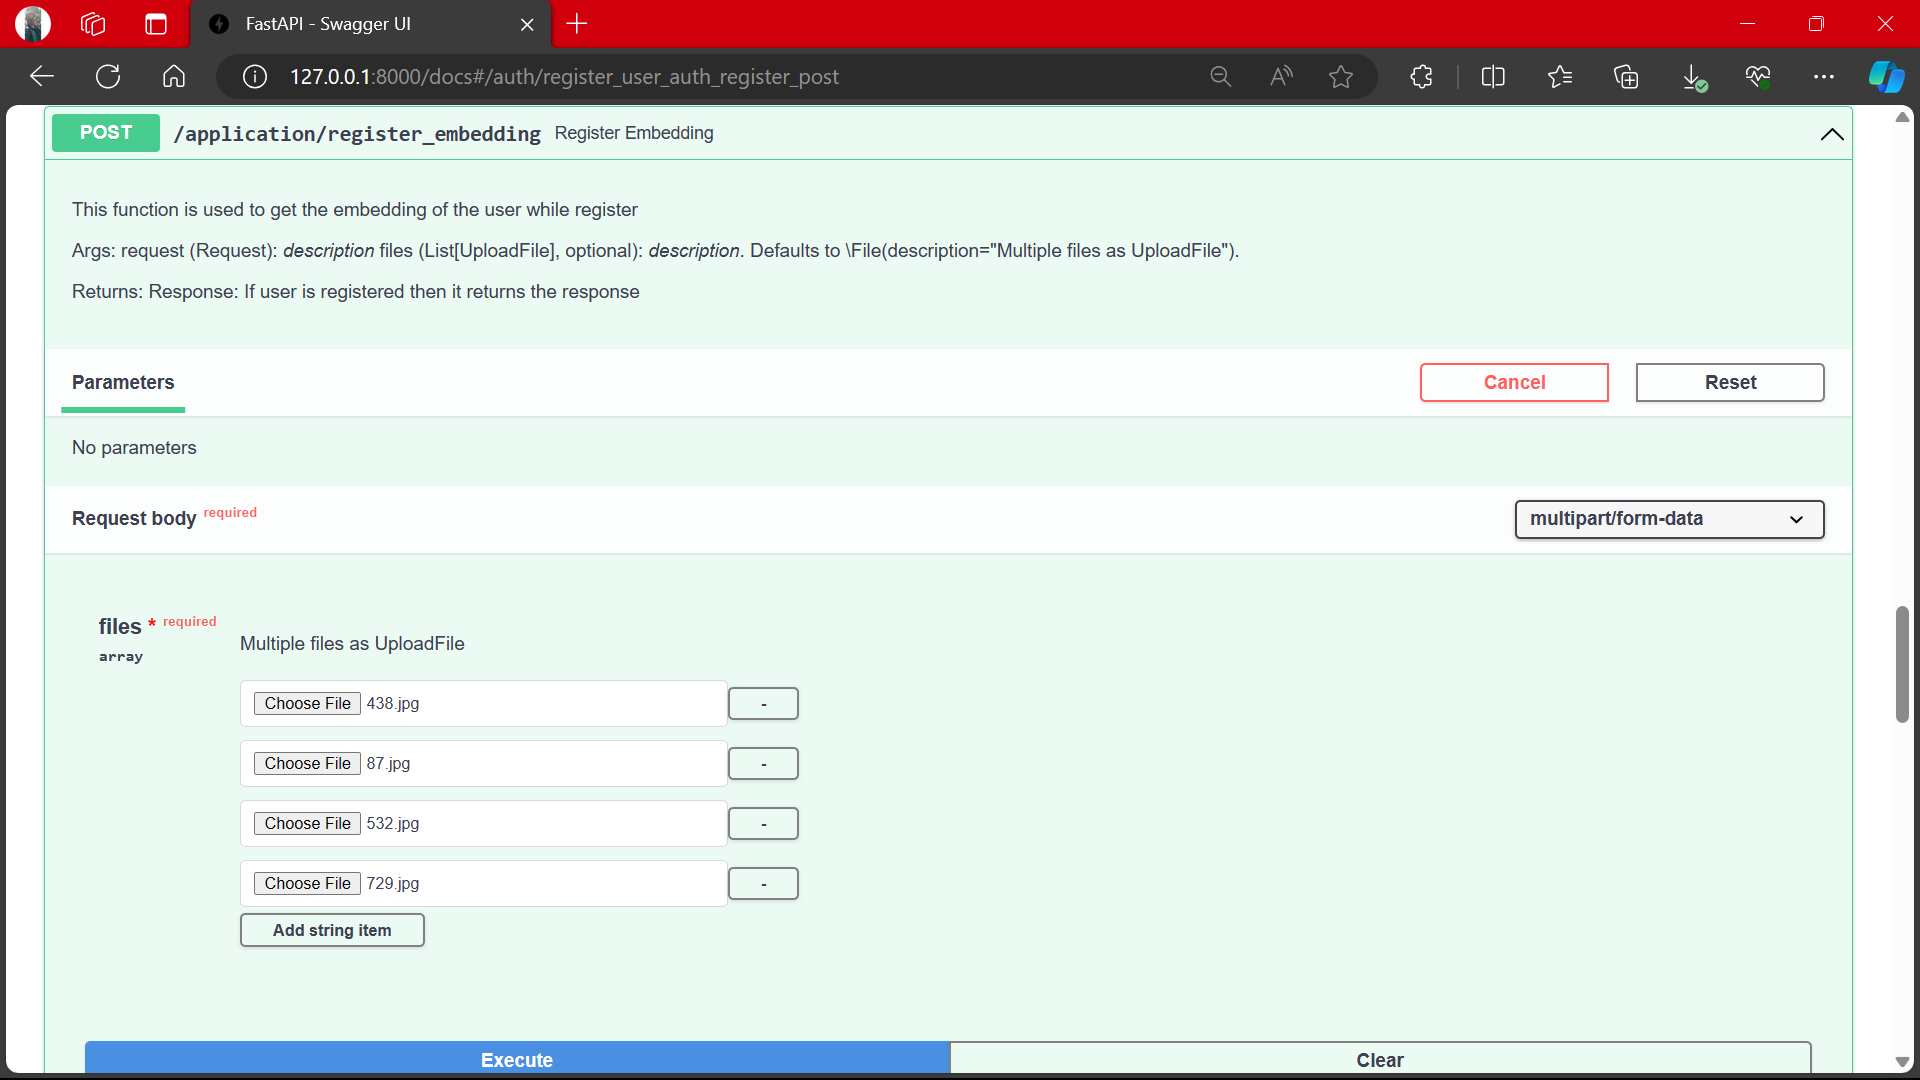 FastAPI - Swagger UI
127.0.0.1:8000/docs#/auth/register_user_auth_register_post
POST /application/register_embedding Register Embedding
This function is used to get the embedding of the user while register
Args: request (Request): description files (List[UploadFile], optional): description. Defaults to \File(description="Multiple files as UploadFile").
Returns: Response: If user is registered then it returns the response
Parameters Cancel Reset
No parameters
Request body required multipart/form-data
files * required
array
Multiple files as UploadFile
Choose File 438.jpg -
Choose File 87.jpg -
Choose File 532.jpg -
Choose File 729.jpg -
Add string item
Execute Clear